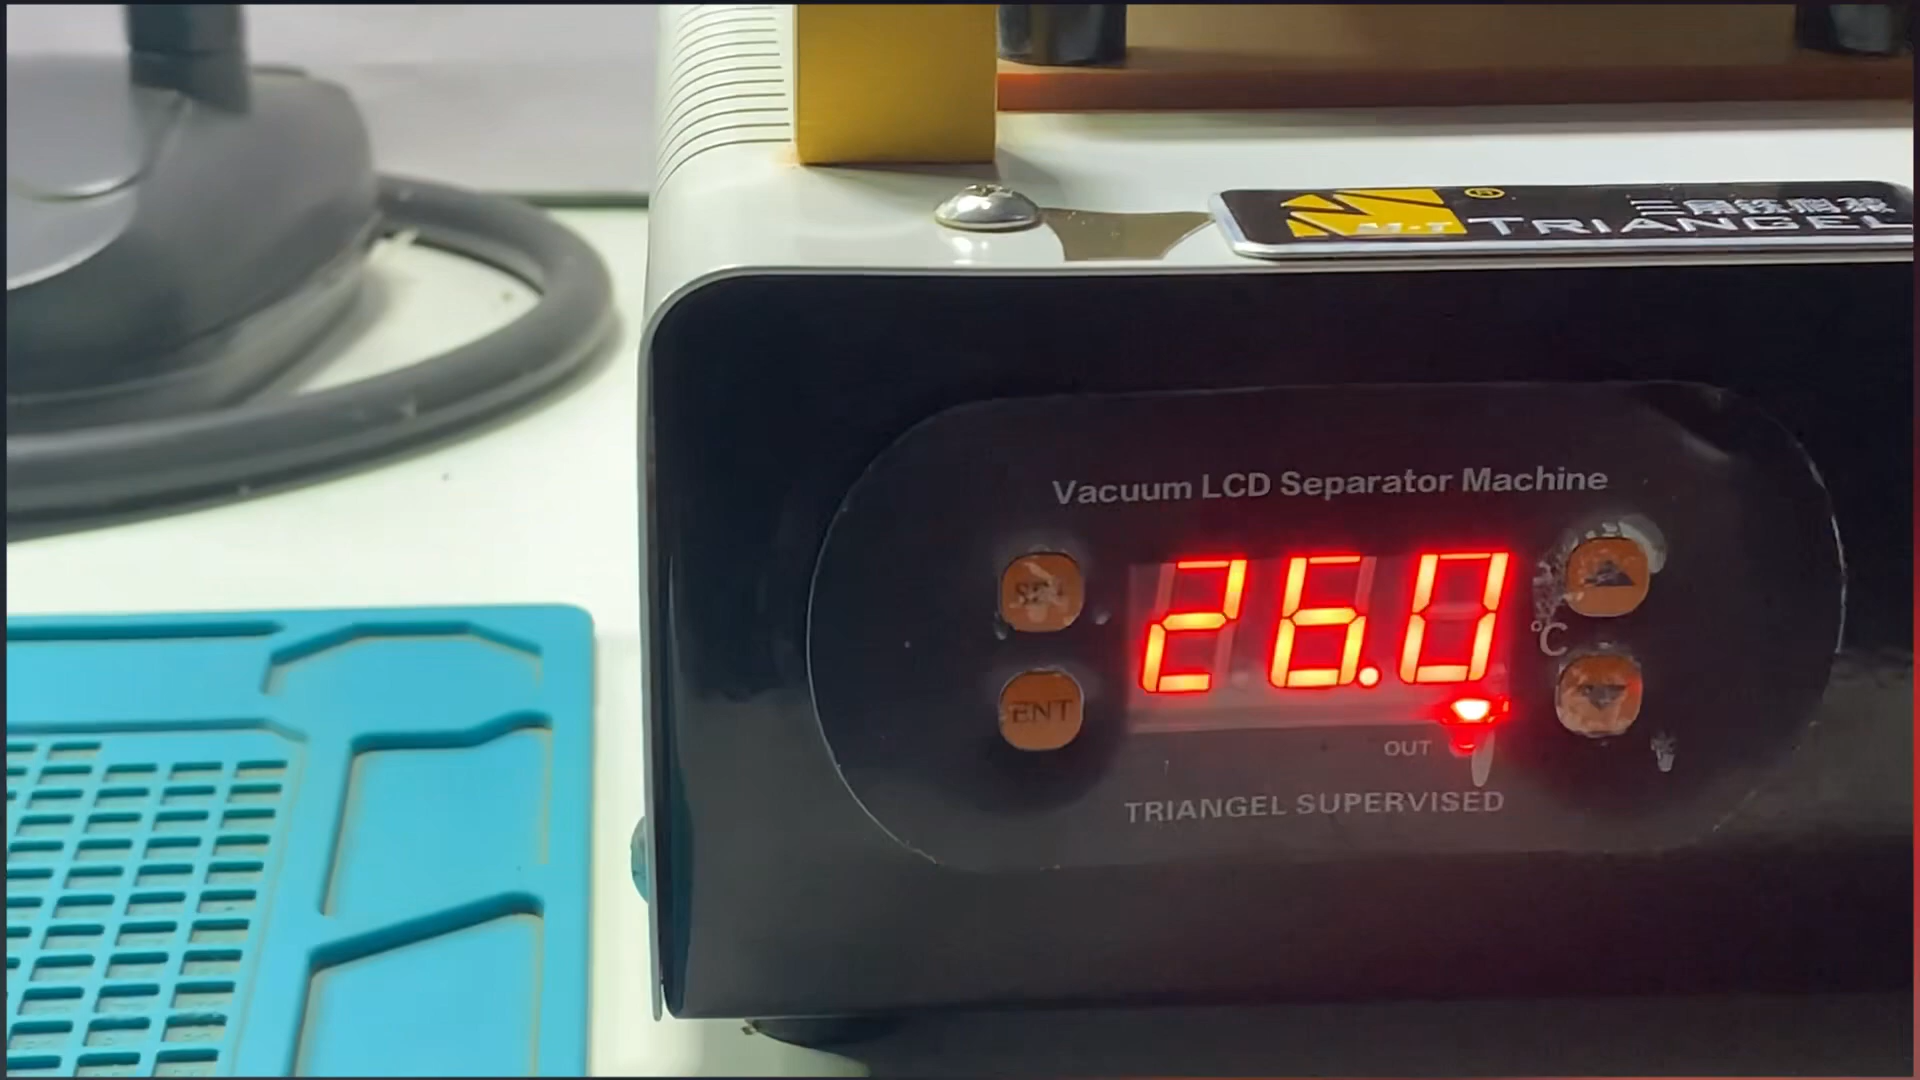 ®
M&T TRIANGEL
Vacuum LCD Separator Machine
26.0
°C
ENT
OUT
TRIANGEL SUPERVISED